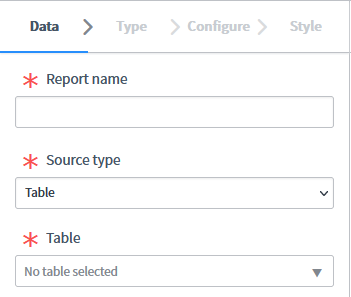 Data Type Configure Style
* Report name
* Source type
Table
* Table
No table selected